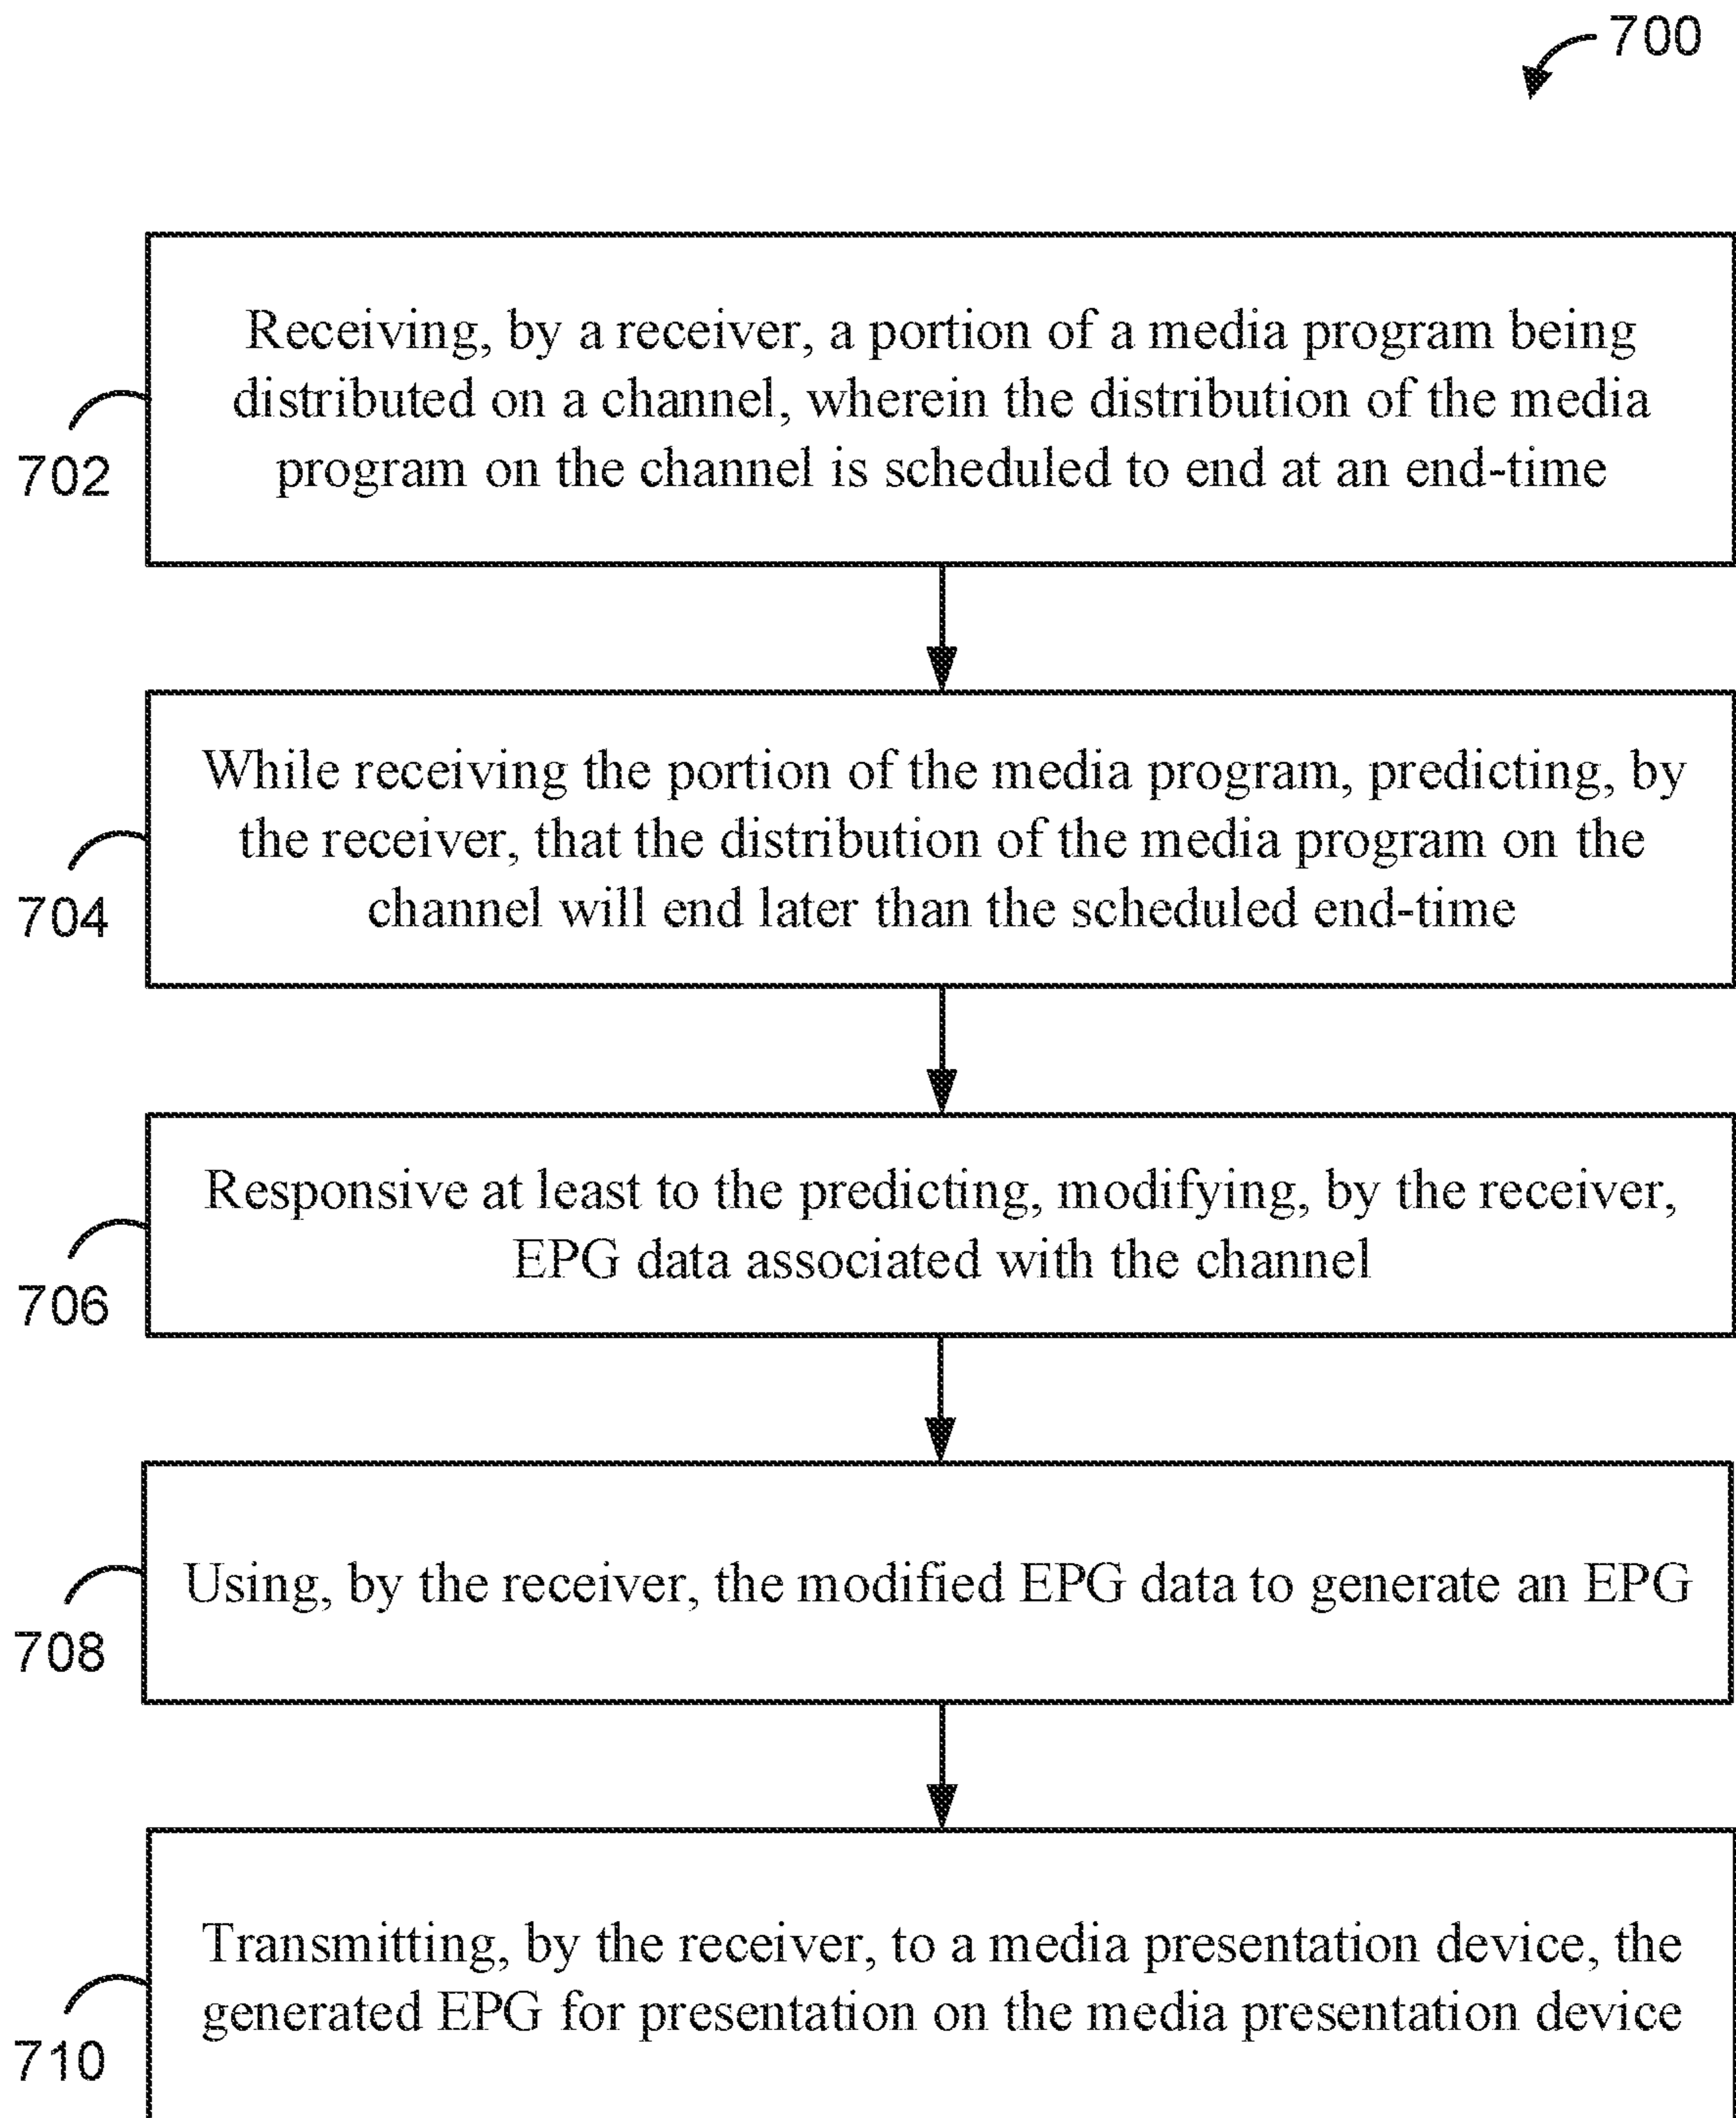 700
Receiving, by a receiver, a portion of a media program being
distributed on a channel, wherein the distribution of the media
program on the channel is scheduled to end at an end-time
702
While receiving the portion of the media program, predicting, by
the receiver, that the distribution of the media program on the
channel will end later than the scheduled end-time
704
Responsive at least to the predicting, modifying, by the receiver,
EPG data associated with the channel
706
Using, by the receiver, the modified EPG data to generate an EPG
708
Transmitting, by the receiver, to a media presentation device, the
generated EPG for presentation on the media presentation device
710